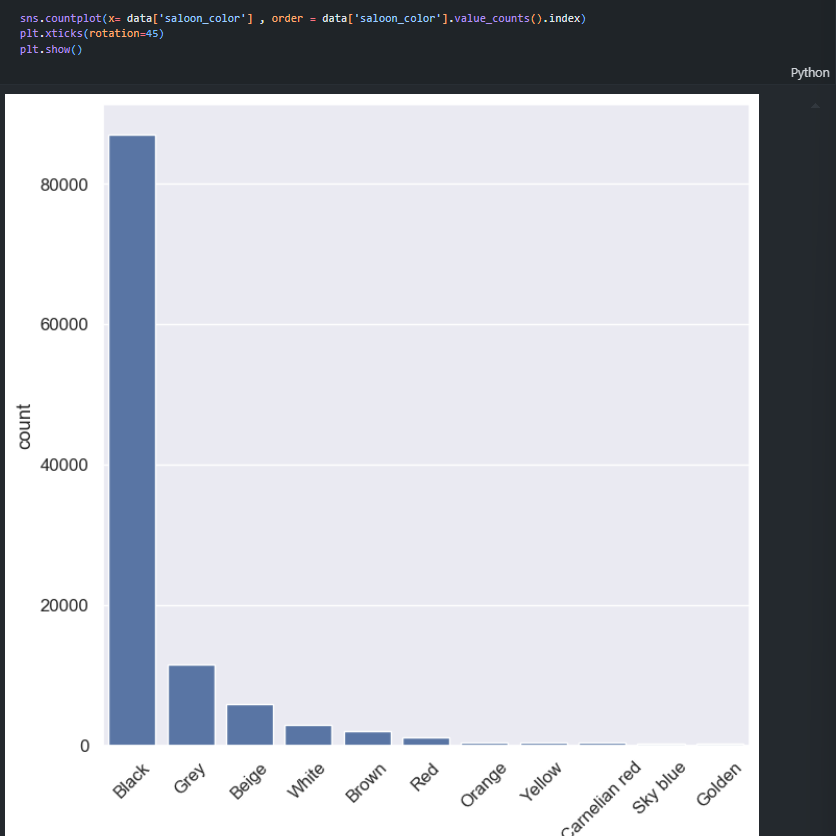 sns.countplot(x= data['saloon_color'] , order = data['saloon_color'].value_counts().index)
plt.xticks(rotation=45)
plt.show()
Python
80000
60000
40000
20000
0
count
Black
Grey
Beige
White
Brown
Red
Orange
Yellow
Carnelian red
Sky blue
Golden